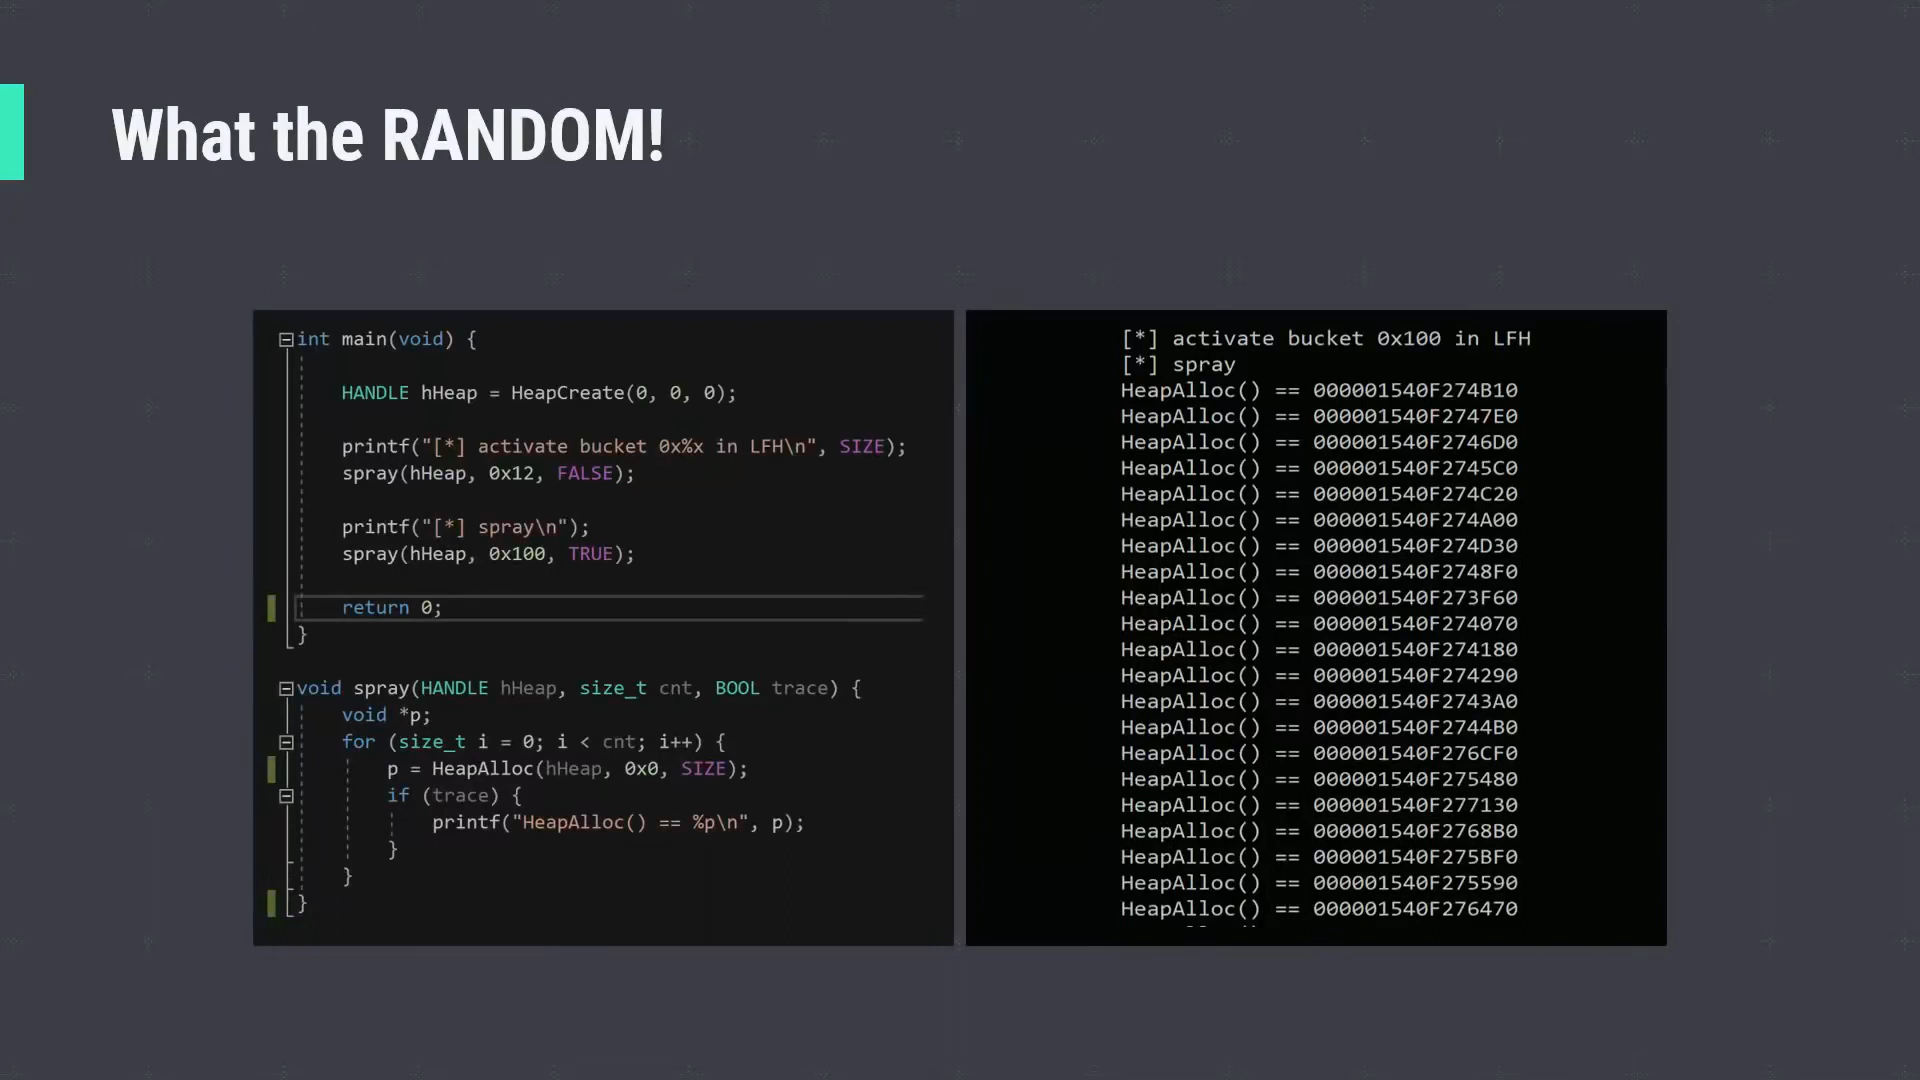 What the RANDOM!
int main(void) {
HANDLE hHeap = HeapCreate(0, 0, 0);
printf("[*] activate bucket 0x%x in LFH\n", SIZE);
spray(hHeap, 0x12, FALSE);
printf("[*] spray\n");
spray(hHeap, 0x100, TRUE);
return 0;
}
void spray(HANDLE hHeap, size_t cnt, BOOL trace) {
void *p;
for (size_t i = 0; i < cnt; i++) {
p = HeapAlloc(hHeap, 0x0, SIZE);
if (trace) {
printf("HeapAlloc() == %p\n", p);
}
}
}
[*] activate bucket 0x100 in LFH
[*] spray
HeapAlloc() == 000001540F274B10
HeapAlloc() == 000001540F2747E0
HeapAlloc() == 000001540F2746D0
HeapAlloc() == 000001540F2745C0
HeapAlloc() == 000001540F274C20
HeapAlloc() == 000001540F274A00
HeapAlloc() == 000001540F274D30
HeapAlloc() == 000001540F2748F0
HeapAlloc() == 000001540F273F60
HeapAlloc() == 000001540F274070
HeapAlloc() == 000001540F274180
HeapAlloc() == 000001540F274290
HeapAlloc() == 000001540F2743A0
HeapAlloc() == 000001540F2744B0
HeapAlloc() == 000001540F276CF0
HeapAlloc() == 000001540F275480
HeapAlloc() == 000001540F277130
HeapAlloc() == 000001540F2768B0
HeapAlloc() == 000001540F275BF0
HeapAlloc() == 000001540F275590
HeapAlloc() == 000001540F276470